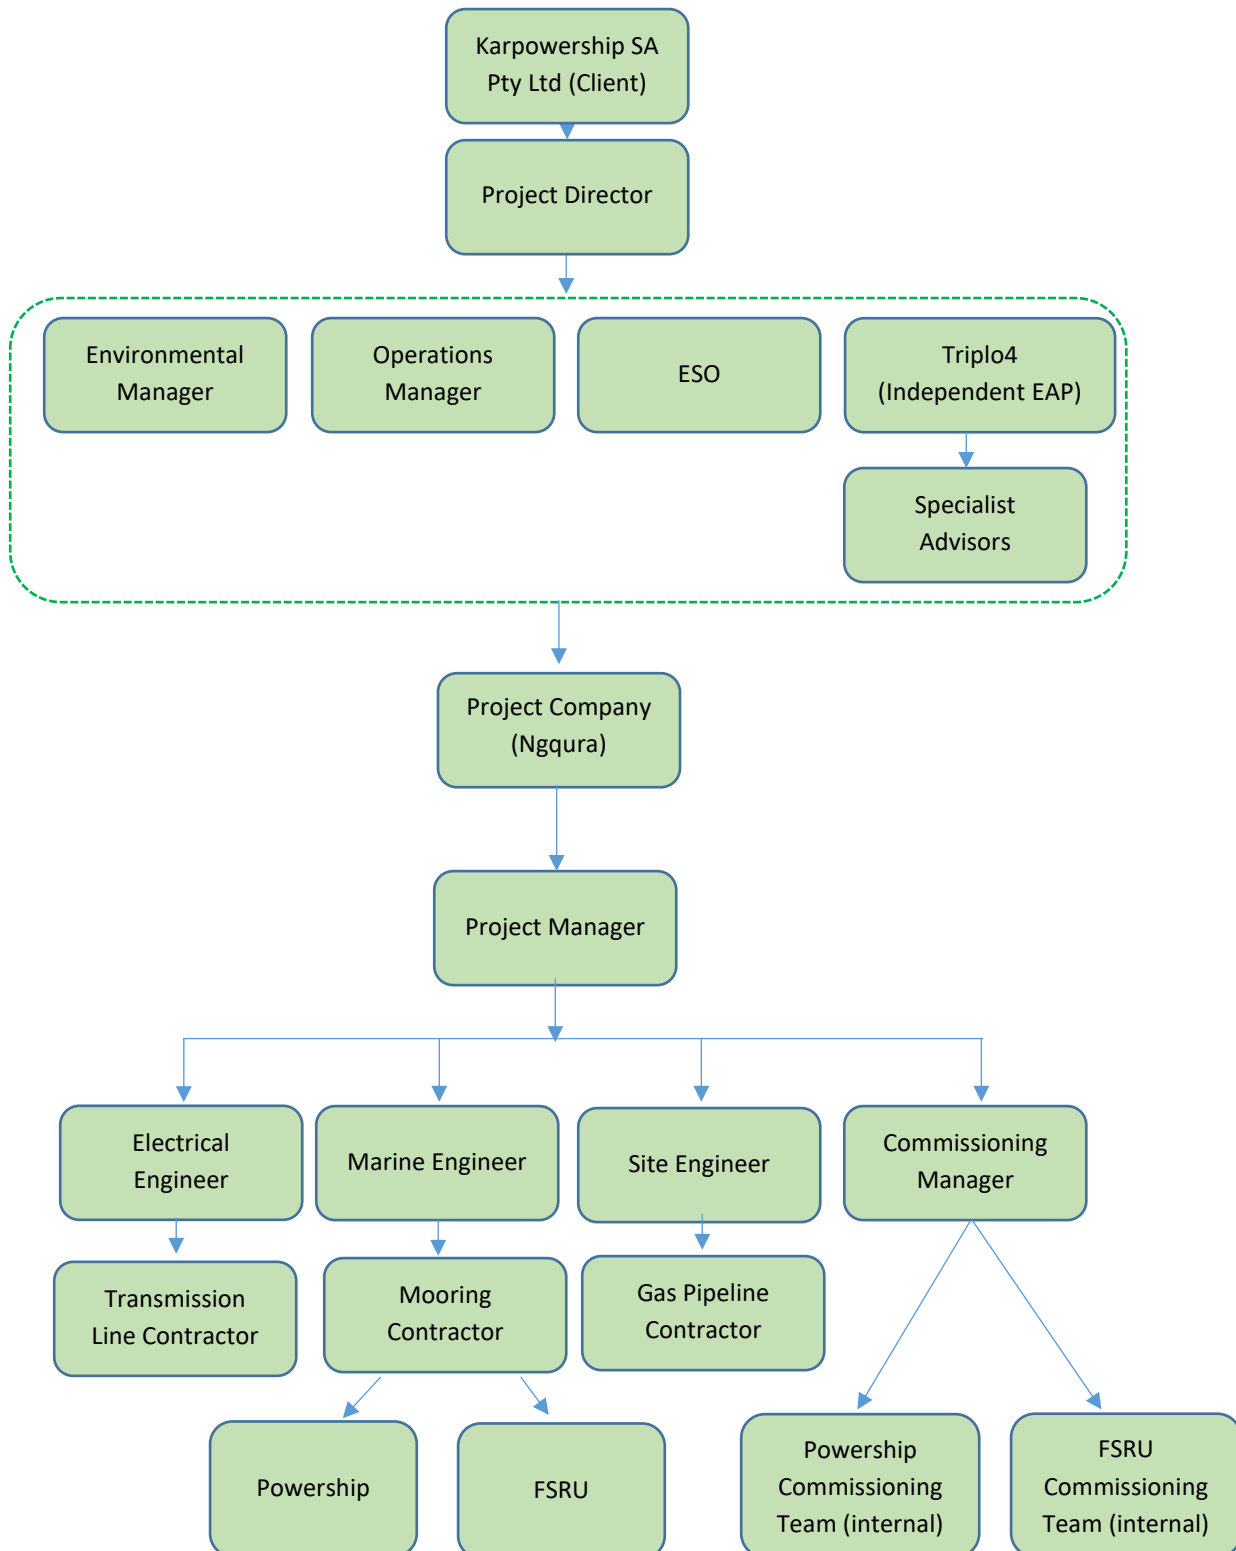 Karpowership SA
Pty Ltd (Client)
Project Director
Environmental
Manager
Operations
Manager
ESO
Triplo4
(Independent EAP)
Specialist
Advisors
Project Company
(Ngqura)
Project Manager
Electrical
Engineer
Marine Engineer
Site Engineer
Commissioning
Manager
Transmission
Line Contractor
Mooring
Contractor
Gas Pipeline
Contractor
Powership
FSRU
Powership
Commissioning
Team (internal)
FSRU
Commissioning
Team (internal)